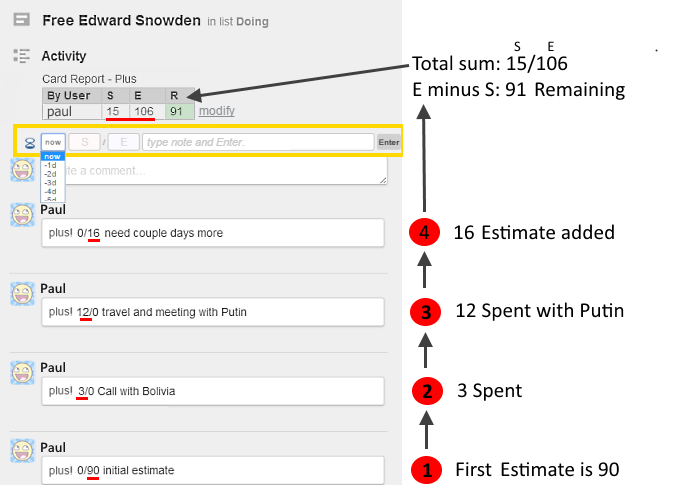 Free Edward Snowden in list Doing
Activity
Card Report - Plus
By User S E R
paul 15 106 91 modify
now S / E type note and Enter. Enter
now
-1d
-2d
-3d
-4d
-5d
te a comment...
Paul
plus! 0/16 need couple days more
Paul
plus! 12/0 travel and meeting with Putin
Paul
plus! 3/0 Call with Bolivia
Paul
plus! 0/90 initial estimate
S E
Total sum: 15/106 .
E minus S: 91 Remaining
4 16 Estimate added
3 12 Spent with Putin
2 3 Spent
1 First Estimate is 90